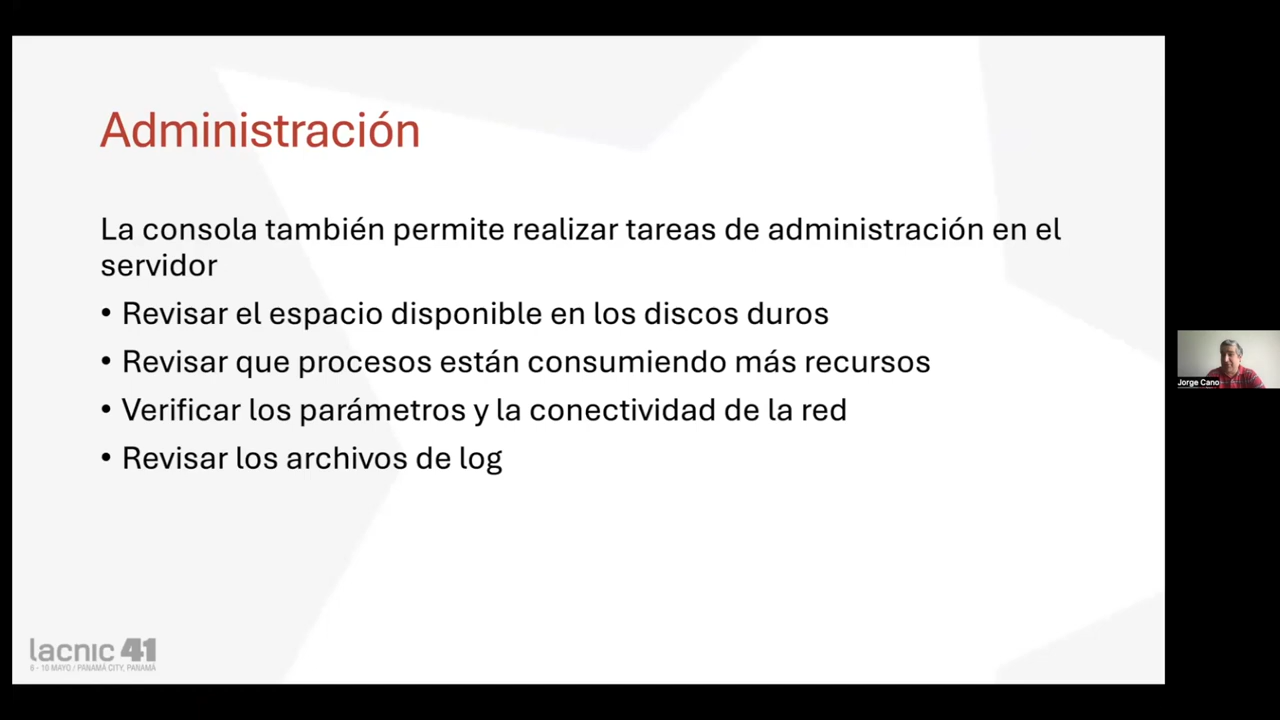 Administración
La consola también permite realizar tareas de administración en el
servidor
• Revisar el espacio disponible en los discos duros
• Revisar que procesos están consumiendo más recursos
• Verificar los parámetros y la conectividad de la red
• Revisar los archivos de log
Jorge Cano
lacnic 41
6 - 10 MAYO / PANAMÁ CITY, PANAMÁ